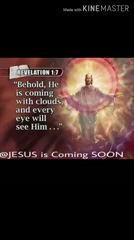 Made with KINEMASTER
REVELATION 1:7
"Behold, He
is coming
with clouds,
and every
eye will
see Him . . ."
@JESUS is Coming SOON